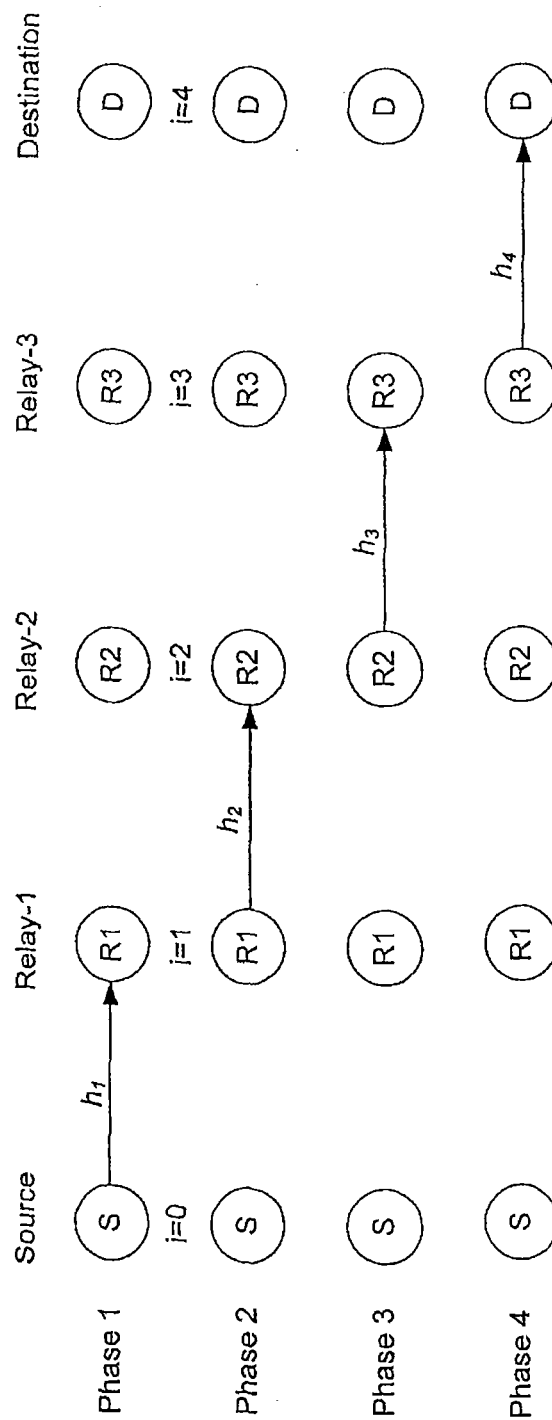 Source Relay-1 Relay-2 Relay-3 Destination
Phase 1 S h1 R1 R2 R3 D
i=0 i=1 i=2 i=3 i=4
Phase 2 S R1 h2 R2 R3 D
Phase 3 S R1 R2 h3 R3 D
Phase 4 S R1 R2 R3 h4 D